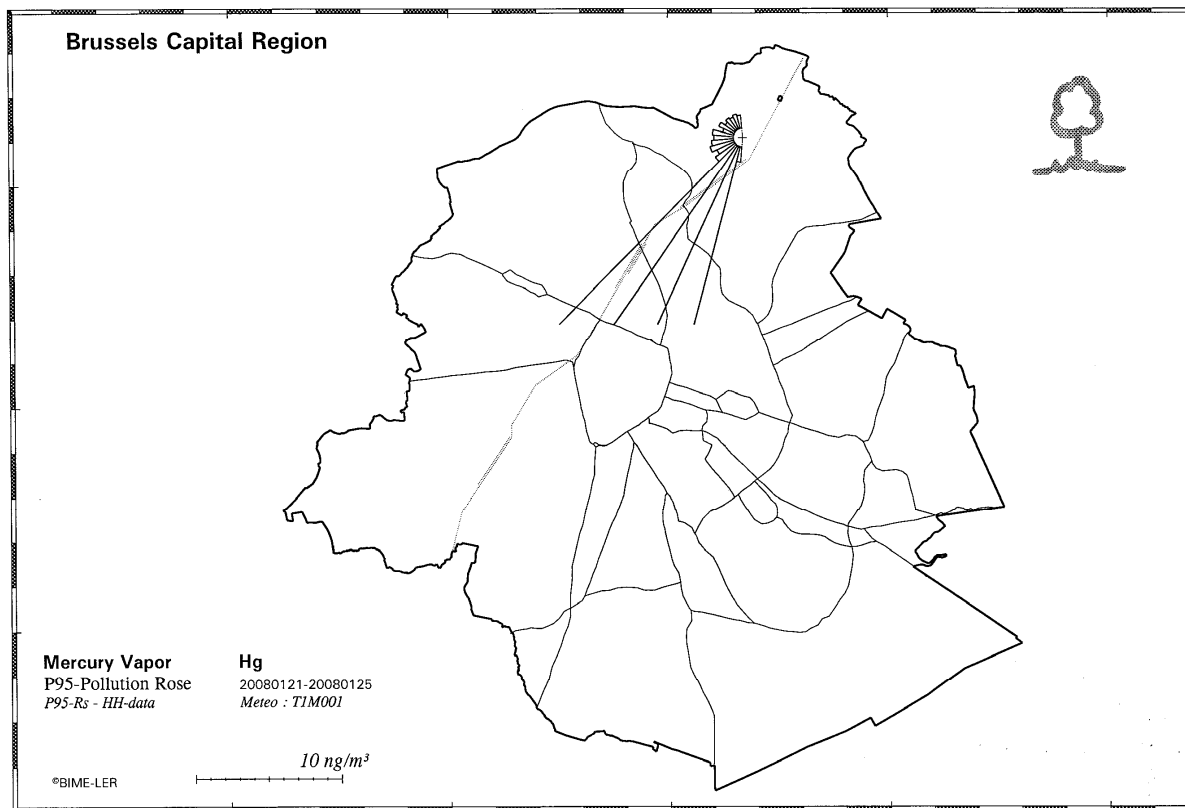 Brussels Capital Region
Mercury Vapor Hg
P95-Pollution Rose 20080121-20080125
P95-Rs - HH-data Meteo : T1M001
10 ng/m³
©BIME-LER